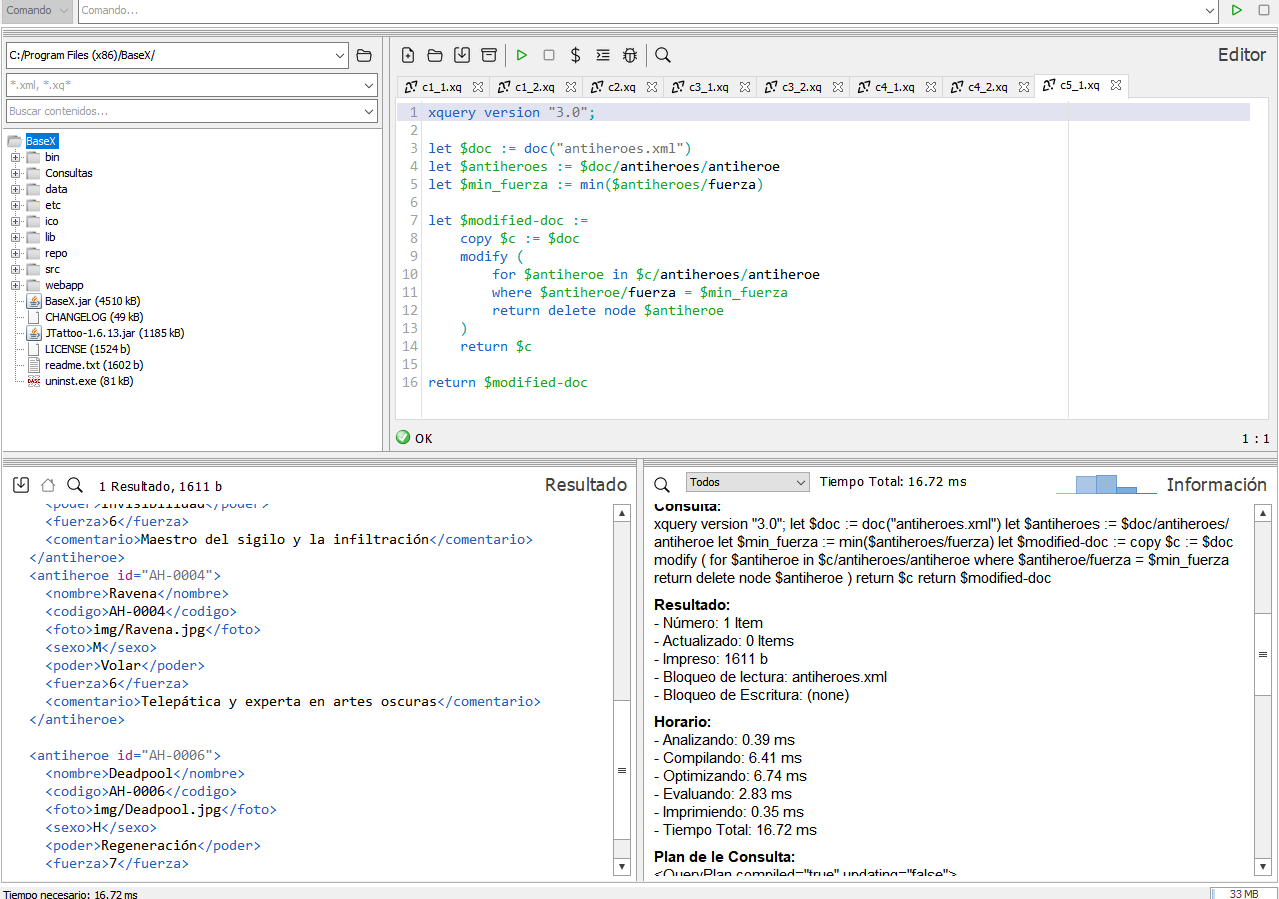 Comando
Comando...
C:/Program Files (x86)/BaseX/
*.xml, *.xq*
Buscar contenidos...
BaseX
bin
Consultas
data
etc
ico
lib
repo
src
webapp
BaseX.jar (4510 kB)
CHANGELOG (49 kB)
JTattoo-1.6.13.jar (1185 kB)
LICENSE (1524 b)
readme.txt (1602 b)
uninst.exe (81 kB)
$
Editor
c1_1.xq
c1_2.xq
c2.xq
c3_1.xq
c3_2.xq
c4_1.xq
c4_2.xq
c5_1.xq
1 xquery version "3.0";
2
3 let $doc := doc("antiheroes.xml")
4 let $antiheroes := $doc/antiheroes/antiheroe
5 let $min_fuerza := min($antiheroes/fuerza)
6
7 let $modified-doc :=
8 copy $c := $doc
9 modify (
10 for $antiheroe in $c/antiheroes/antiheroe
11 where $antiheroe/fuerza = $min_fuerza
12 return delete node $antiheroe
13 )
14 return $c
15
16 return $modified-doc
OK
1 : 1
1 Resultado, 1611 b
Resultado
<poder>Invisibilidad</poder>
<fuerza>6</fuerza>
<comentario>Maestro del sigilo y la infiltración</comentario>
</antiheroe>
<antiheroe id="AH-0004">
<nombre>Ravena</nombre>
<codigo>AH-0004</codigo>
<foto>img/Ravena.jpg</foto>
<sexo>M</sexo>
<poder>Volar</poder>
<fuerza>6</fuerza>
<comentario>Telepática y experta en artes oscuras</comentario>
</antiheroe>
<antiheroe id="AH-0006">
<nombre>Deadpool</nombre>
<codigo>AH-0006</codigo>
<foto>img/Deadpool.jpg</foto>
<sexo>H</sexo>
<poder>Regeneración</poder>
<fuerza>7</fuerza>
Todos
Tiempo Total: 16.72 ms
Información
Consulta:
xquery version "3.0"; let $doc := doc("antiheroes.xml") let $antiheroes := $doc/antiheroes/
antiheroe let $min_fuerza := min($antiheroes/fuerza) let $modified-doc := copy $c := $doc
modify ( for $antiheroe in $c/antiheroes/antiheroe where $antiheroe/fuerza = $min_fuerza
return delete node $antiheroe ) return $c return $modified-doc
Resultado:
- Número: 1 Item
- Actualizado: 0 Items
- Impreso: 1611 b
- Bloqueo de lectura: antiheroes.xml
- Bloqueo de Escritura: (none)
Horario:
- Analizando: 0.39 ms
- Compilando: 6.41 ms
- Optimizando: 6.74 ms
- Evaluando: 2.83 ms
- Imprimiendo: 0.35 ms
- Tiempo Total: 16.72 ms
Plan de le Consulta:
<QueryPlan compiled="true" updating="false">
Tiempo necesario: 16.72 ms
33 MB